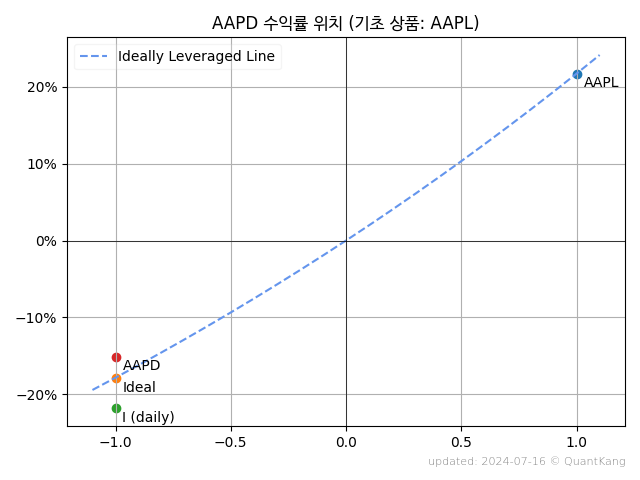 AAPD 수익률 위치 (기초 상품: AAPL)
Ideally Leveraged Line
20%
10%
0%
−10%
−20%
AAPL
AAPD
Ideal
I (daily)
−1.0
−0.5
0.0
0.5
1.0
updated: 2024-07-16 © QuantKang